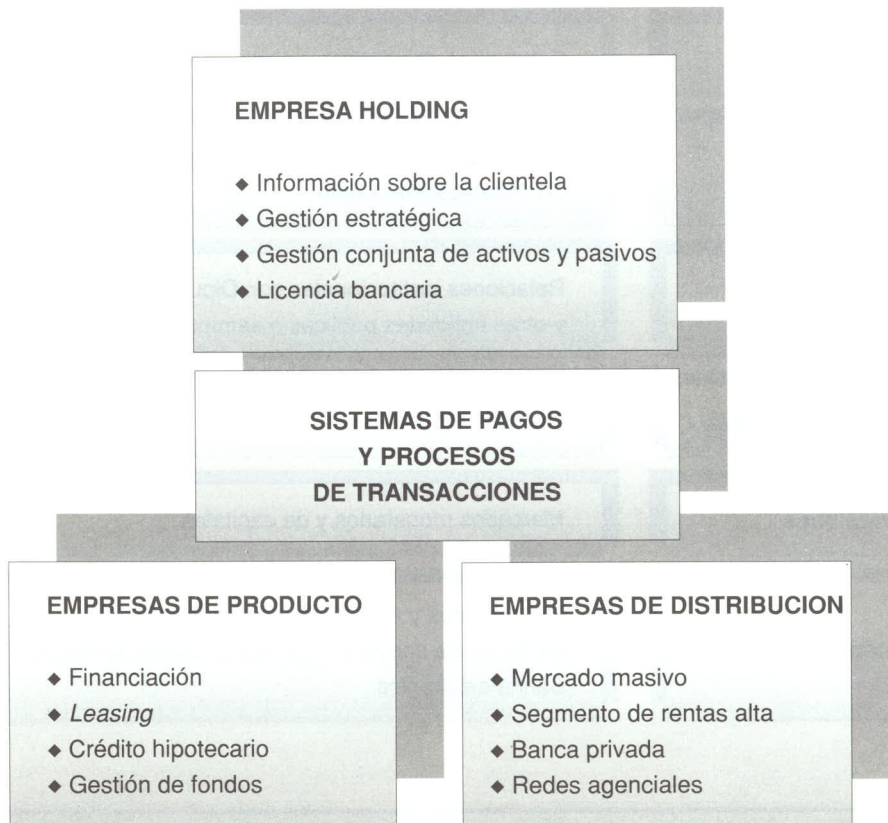 EMPRESA HOLDING
◆ Información sobre la clientela
◆ Gestión estratégica
◆ Gestión conjunta de activos y pasivos
◆ Licencia bancaria
SISTEMAS DE PAGOS
Y PROCESOS
DE TRANSACCIONES
EMPRESAS DE PRODUCTO
◆ Financiación
◆ Leasing
◆ Crédito hipotecario
◆ Gestión de fondos
EMPRESAS DE DISTRIBUCION
◆ Mercado masivo
◆ Segmento de rentas alta
◆ Banca privada
◆ Redes agenciales